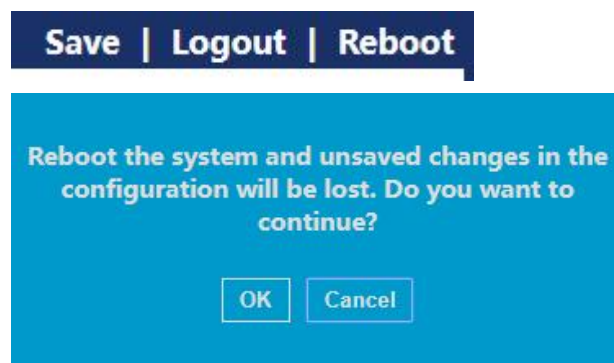 Save | Logout | Reboot
Reboot the system and unsaved changes in the
configuration will be lost. Do you want to
continue?
OK Cancel